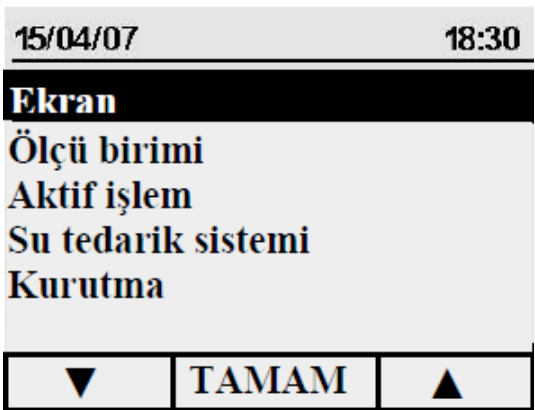 15/04/07 18:30
Ekran
Ölçü birimi
Aktif işlem
Su tedarik sistemi
Kurutma
▼ TAMAM ▲